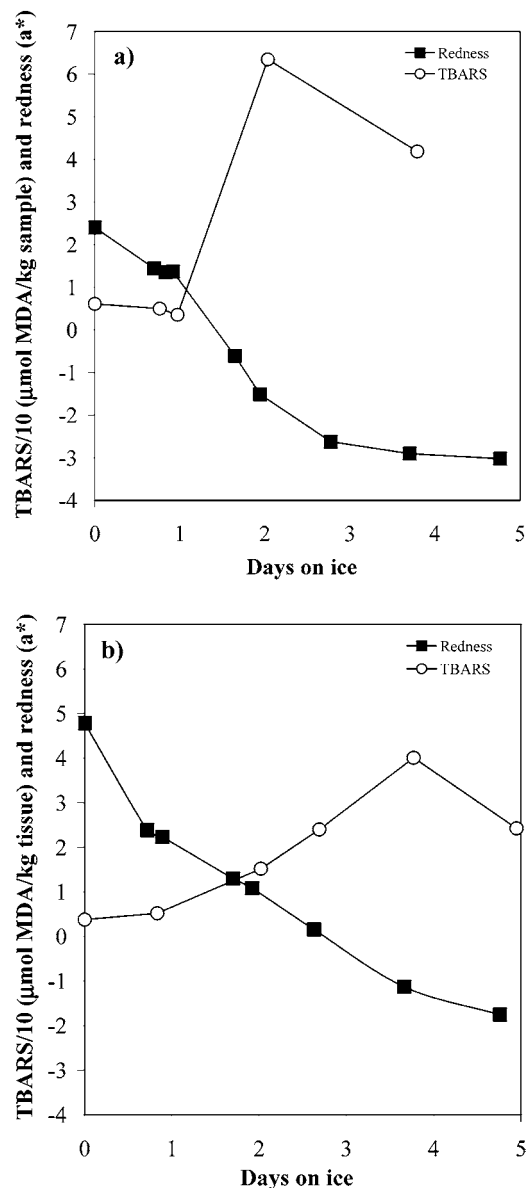 a)
Redness
TBARS
TBARS/10 (μmol MDA/kg sample) and redness (a*)
7
6
5
4
3
2
1
0
-1
-2
-3
-4
0 1 2 3 4 5
Days on ice
b)
Redness
TBARS
TBARS/10 (μmol MDA/kg tissue) and redness (a*)
7
6
5
4
3
2
1
0
-1
-2
-3
-4
0 1 2 3 4 5
Days on ice